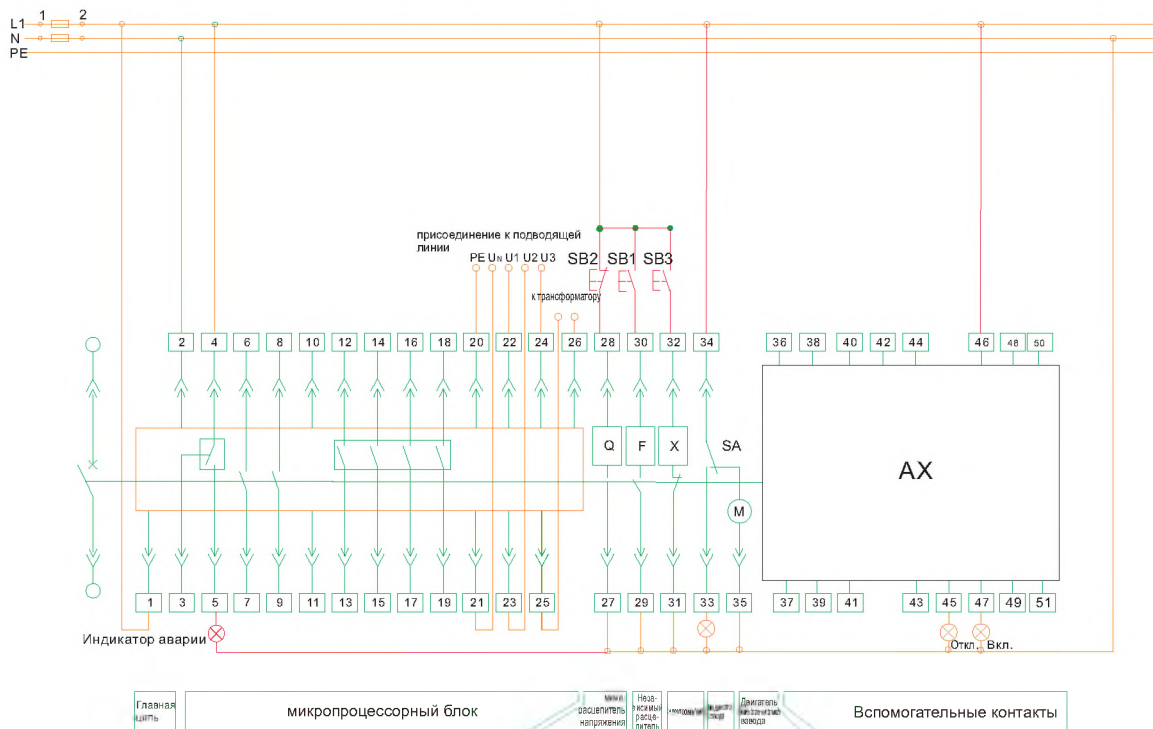 1 2
L1
N
PE
присоединение к подводящей
линии
PE UN U1 U2 U3
SB2 SB1 SB3
к трансформатору
2 4 6 8 10 12 14 16 18 20 22 24 26 28 30 32 34 36 38 40 42 44 46 48 50
Q F X SA
AX
M
1 3 5 7 9 11 13 15 17 19 21 23 25 27 29 31 33 35 37 39 41 43 45 47 49 51
Индикатор аварии
Откл. Вкл.
Главная
цепь
микропроцессорный блок
расцепитель
напряжения
Неза-
висимый
расце-
питель
Двигатель
взвода
Вспомогательные контакты